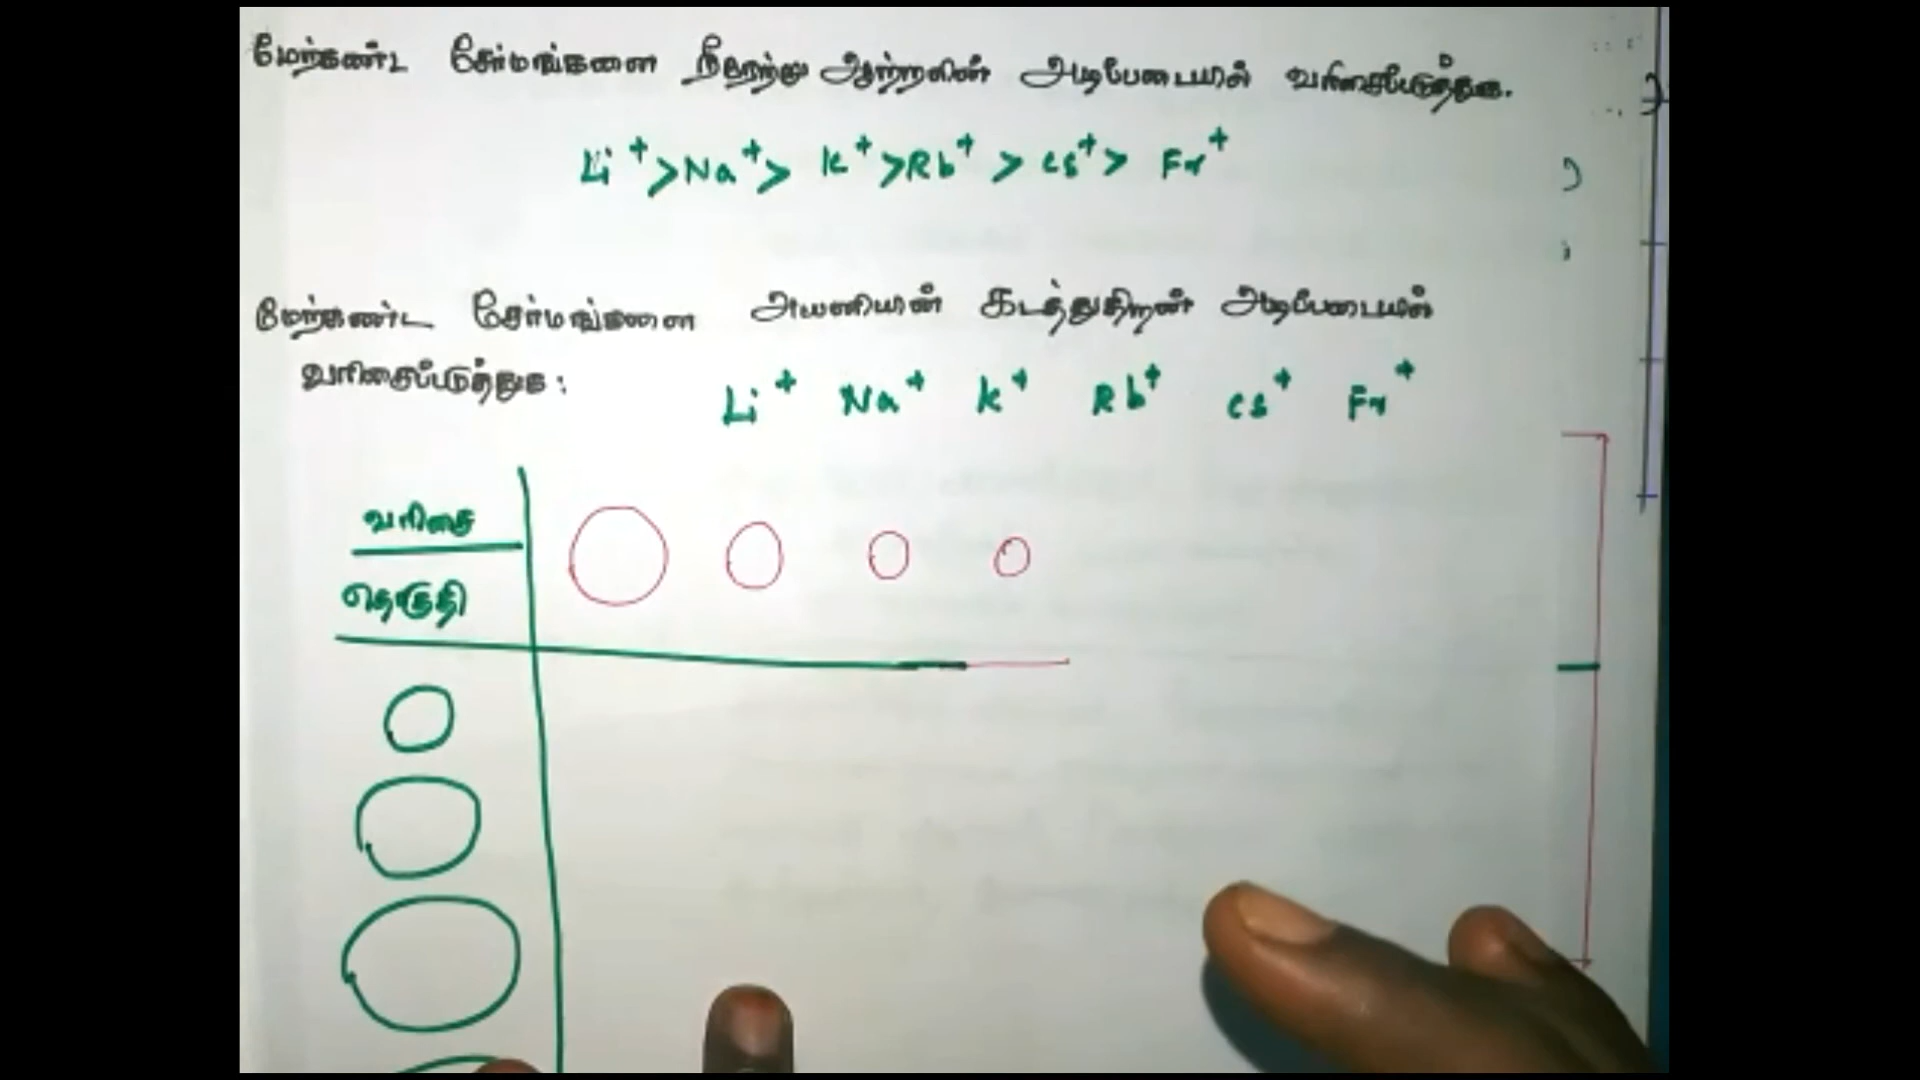 மேற்கண்ட சேர்மங்களை நீரேற்று ஆற்றலின் அடிப்படையில் வரிசைப்படுத்துக.
Li⁺ > Na⁺ > K⁺ > Rb⁺ > Cs⁺ > Fr⁺
மேற்கண்ட சேர்மங்களை அயனியின் கடத்துதிறன் அடிப்படையில்
வரிசைப்படுத்துக :
Li⁺ Na⁺ K⁺ Rb⁺ Cs⁺ Fr⁺
வரிசை
தொகுதி